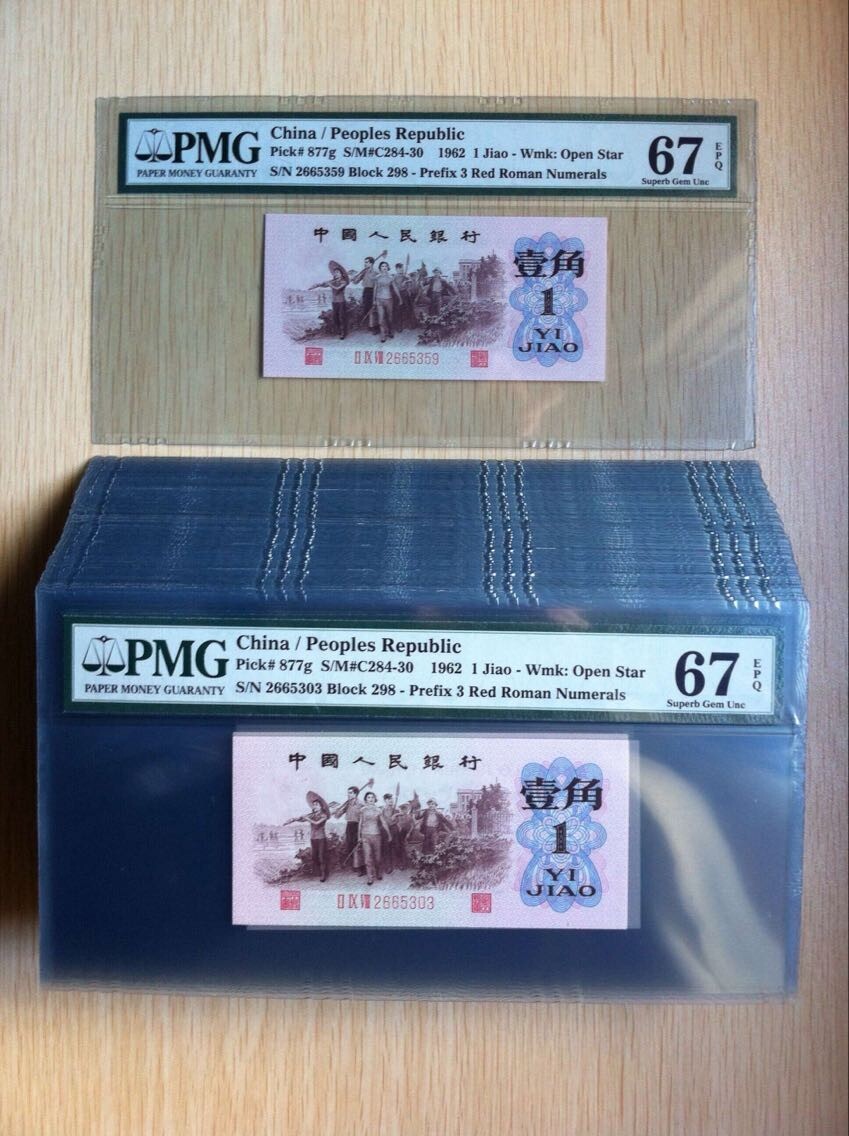 PMG
PAPER MONEY GUARANTY
China / Peoples Republic
Pick# 877g S/M#C284-30 1962 1 Jiao - Wmk: Open Star
S/N 2665359 Block 298 - Prefix 3 Red Roman Numerals
67
EPQ
Superb Gem Unc
中國人民銀行
壹角
1
YI
JIAO
ⅡⅨⅧ 2665359
PMG
PAPER MONEY GUARANTY
China / Peoples Republic
Pick# 877g S/M#C284-30 1962 1 Jiao - Wmk: Open Star
S/N 2665303 Block 298 - Prefix 3 Red Roman Numerals
67
EPQ
Superb Gem Unc
中國人民銀行
壹角
1
YI
JIAO
ⅡⅨⅧ 2665303